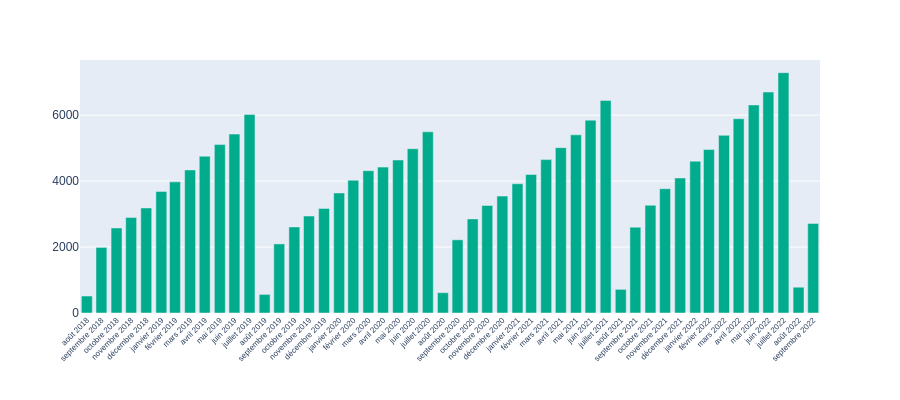 6000
4000
2000
0
août 2018
septembre 2018
octobre 2018
novembre 2018
décembre 2018
janvier 2019
février 2019
mars 2019
avril 2019
mai 2019
juin 2019
juillet 2019
août 2019
septembre 2019
octobre 2019
novembre 2019
décembre 2019
janvier 2020
février 2020
mars 2020
avril 2020
mai 2020
juin 2020
juillet 2020
août 2020
septembre 2020
octobre 2020
novembre 2020
décembre 2020
janvier 2021
février 2021
mars 2021
avril 2021
mai 2021
juin 2021
juillet 2021
août 2021
septembre 2021
octobre 2021
novembre 2021
décembre 2021
janvier 2022
février 2022
mars 2022
avril 2022
mai 2022
juin 2022
juillet 2022
août 2022
septembre 2022